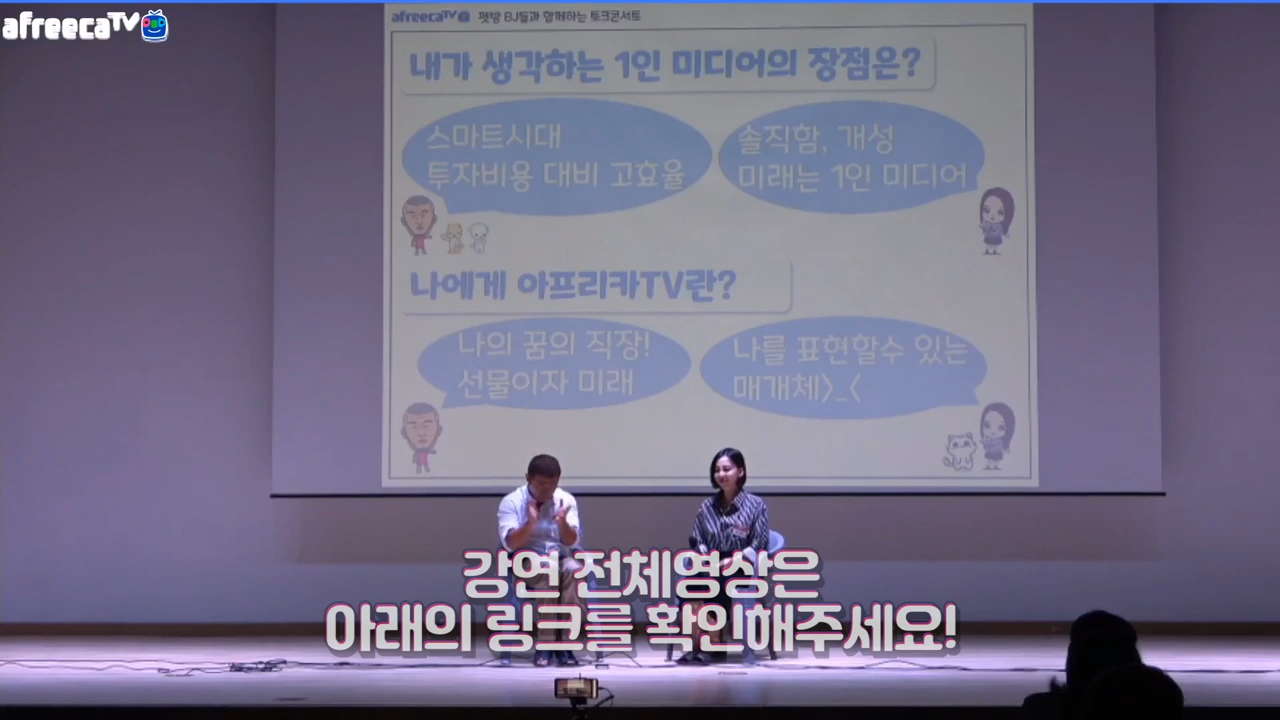 afreecaTV
afreecaTV 펫방 BJ들과 함께하는 토크콘서트
내가 생각하는 1인 미디어의 장점은?
스마트시대
투자비용 대비 고효율
솔직함, 개성
미래는 1인 미디어
나에게 아프리카TV란?
나의 꿈의 직장!
선물이자 미래
나를 표현할수 있는
매개체>_<
강연 전체영상은
아래의 링크를 확인해주세요!